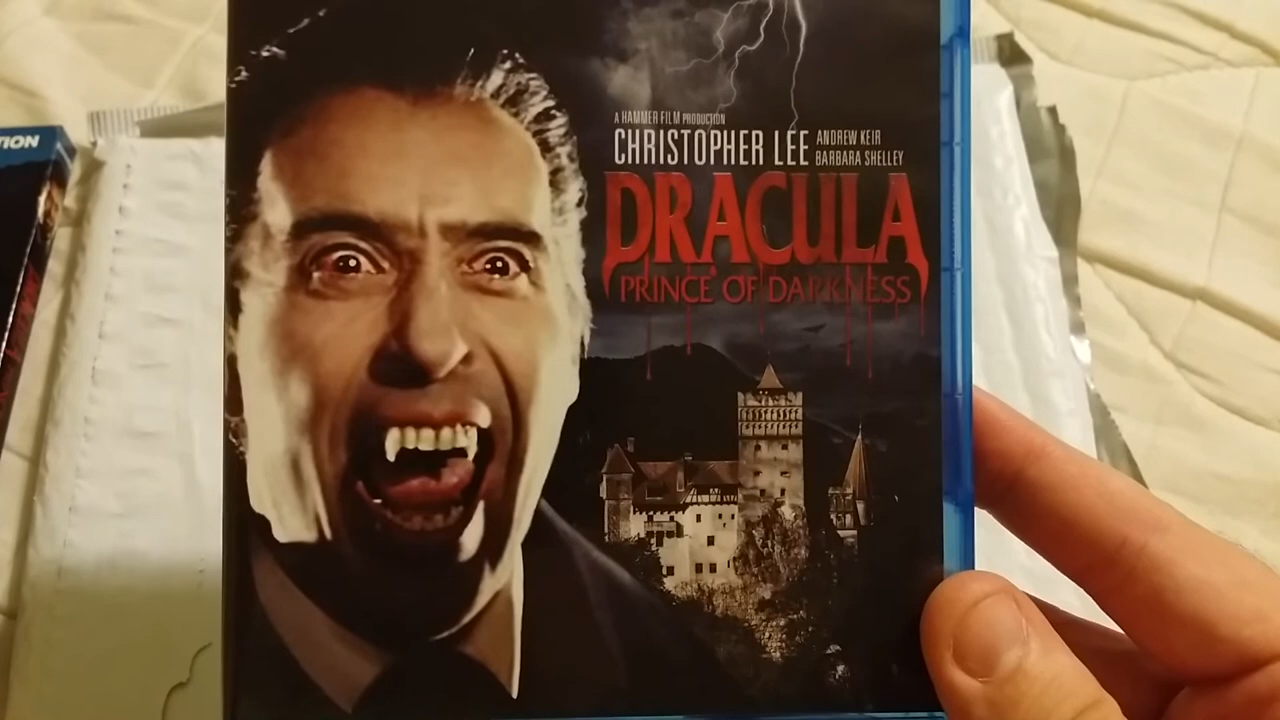 TION
A HAMMER FILM PRODUCTION
CHRISTOPHER LEE ANDREW KEIR
BARBARA SHELLEY
DRACULA
PRINCE OF DARKNESS